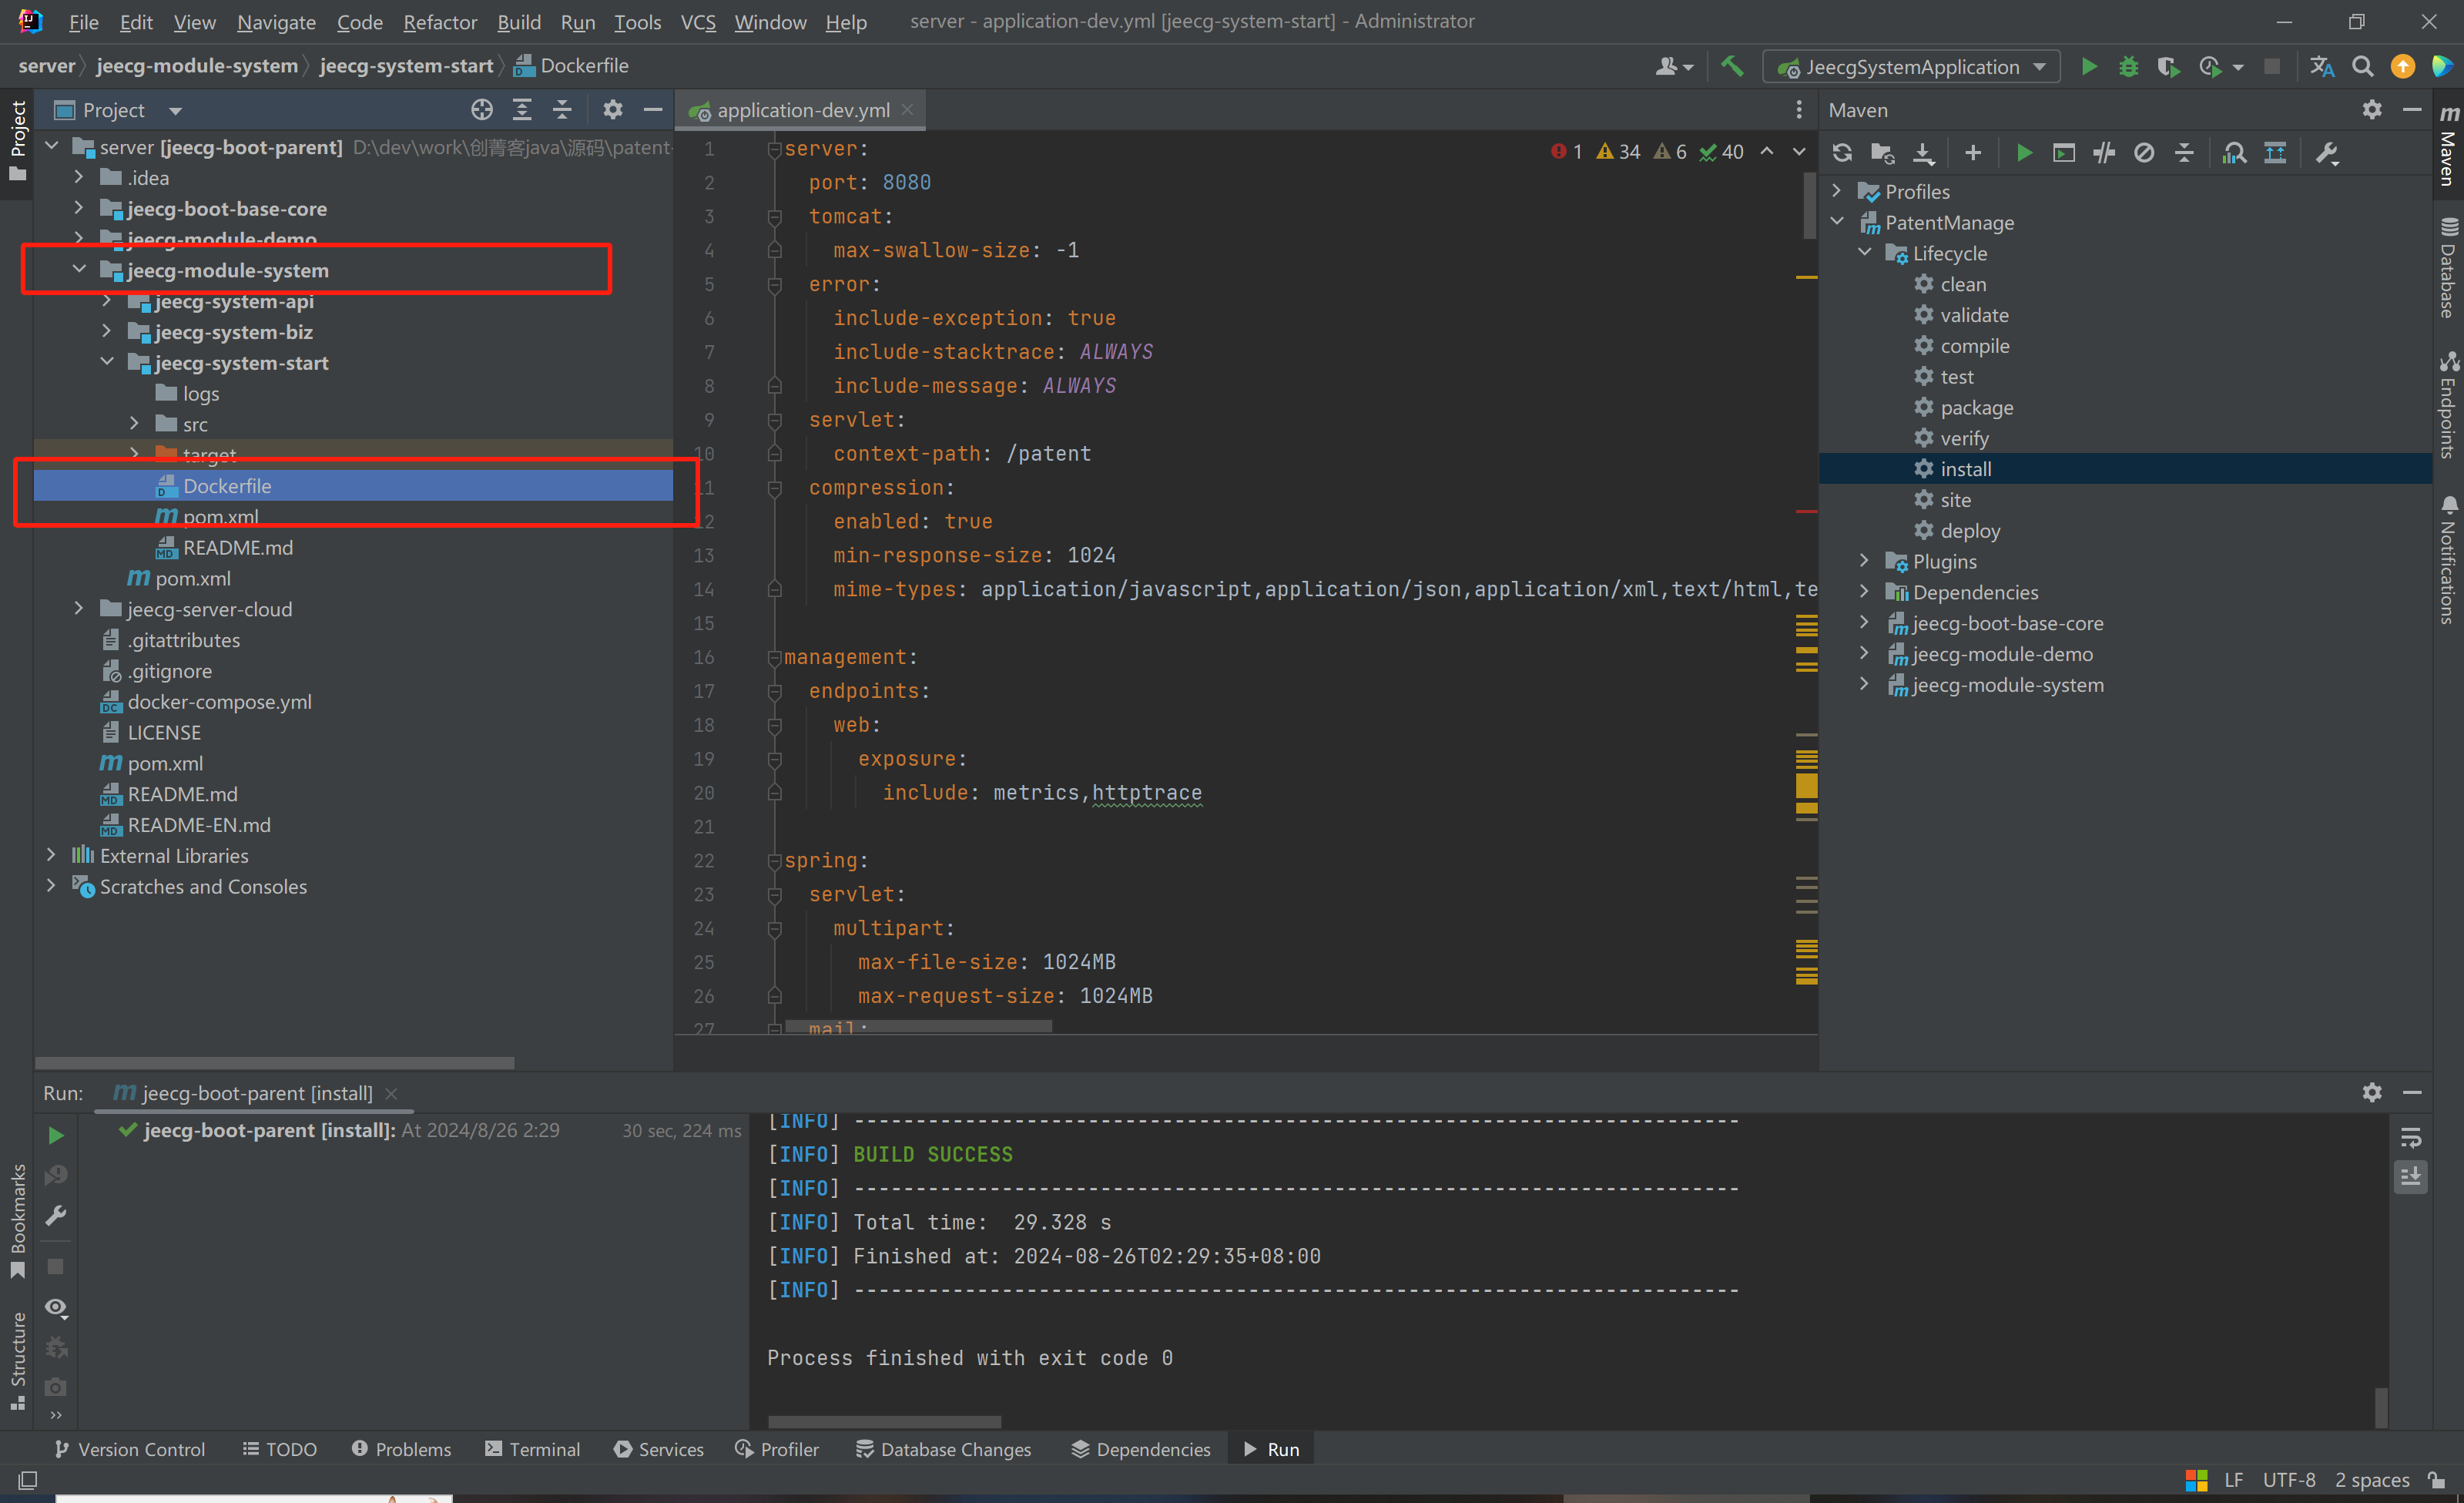 File Edit View Navigate Code Refactor Build Run Tools VCS Window Help server - application-dev.yml [jeecg-system-start] - Administrator
server jeecg-module-system jeecg-system-start Dockerfile
JeecgSystemApplication
Project
Project
server [jeecg-boot-parent] D:\dev\work\创菁客java\源码\patent-
.idea
jeecg-boot-base-core
jeecg-module-demo
jeecg-module-system
jeecg-system-api
jeecg-system-biz
jeecg-system-start
logs
src
target
Dockerfile
pom.xml
README.md
pom.xml
jeecg-server-cloud
.gitattributes
.gitignore
docker-compose.yml
LICENSE
pom.xml
README.md
README-EN.md
External Libraries
Scratches and Consoles
application-dev.yml
1 34 6 40
1 server:
2 port: 8080
3 tomcat:
4 max-swallow-size: -1
5 error:
6 include-exception: true
7 include-stacktrace: ALWAYS
8 include-message: ALWAYS
9 servlet:
10 context-path: /patent
11 compression:
12 enabled: true
13 min-response-size: 1024
14 mime-types: application/javascript,application/json,application/xml,text/html,te
15
16 management:
17 endpoints:
18 web:
19 exposure:
20 include: metrics,httptrace
21
22 spring:
23 servlet:
24 multipart:
25 max-file-size: 1024MB
26 max-request-size: 1024MB
27 mail:
Maven
Profiles
PatentManage
Lifecycle
clean
validate
compile
test
package
verify
install
site
deploy
Plugins
Dependencies
jeecg-boot-base-core
jeecg-module-demo
jeecg-module-system
Maven
Database
Endpoints
Notifications
Run: jeecg-boot-parent [install]
jeecg-boot-parent [install]: At 2024/8/26 2:29 30 sec, 224 ms
[INFO] ------------------------------------------------------------------------
[INFO] BUILD SUCCESS
[INFO] ------------------------------------------------------------------------
[INFO] Total time: 29.328 s
[INFO] Finished at: 2024-08-26T02:29:35+08:00
[INFO] ------------------------------------------------------------------------
Process finished with exit code 0
Bookmarks
Structure
Version Control TODO Problems Terminal Services Profiler Database Changes Dependencies Run
LF UTF-8 2 spaces